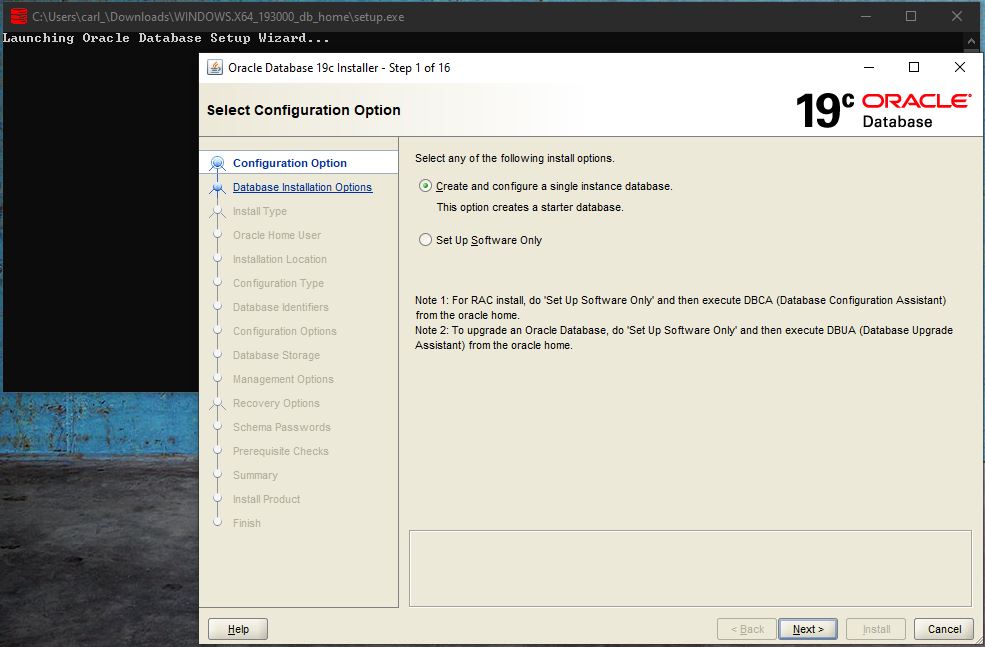 C:\Users\carl_\Downloads\WINDOWS.X64_193000_db_home\setup.exe
Launching Oracle Database Setup Wizard...
Oracle Database 19c Installer - Step 1 of 16
Select Configuration Option
19c ORACLE
Database
Configuration Option
Database Installation Options
Install Type
Oracle Home User
Installation Location
Configuration Type
Database Identifiers
Configuration Options
Database Storage
Management Options
Recovery Options
Schema Passwords
Prerequisite Checks
Summary
Install Product
Finish
Select any of the following install options.
Create and configure a single instance database.
This option creates a starter database.
Set Up Software Only
Note 1: For RAC install, do 'Set Up Software Only' and then execute DBCA (Database Configuration Assistant)
from the oracle home.
Note 2: To upgrade an Oracle Database, do 'Set Up Software Only' and then execute DBUA (Database Upgrade
Assistant) from the oracle home.
Help
< Back
Next >
Install
Cancel